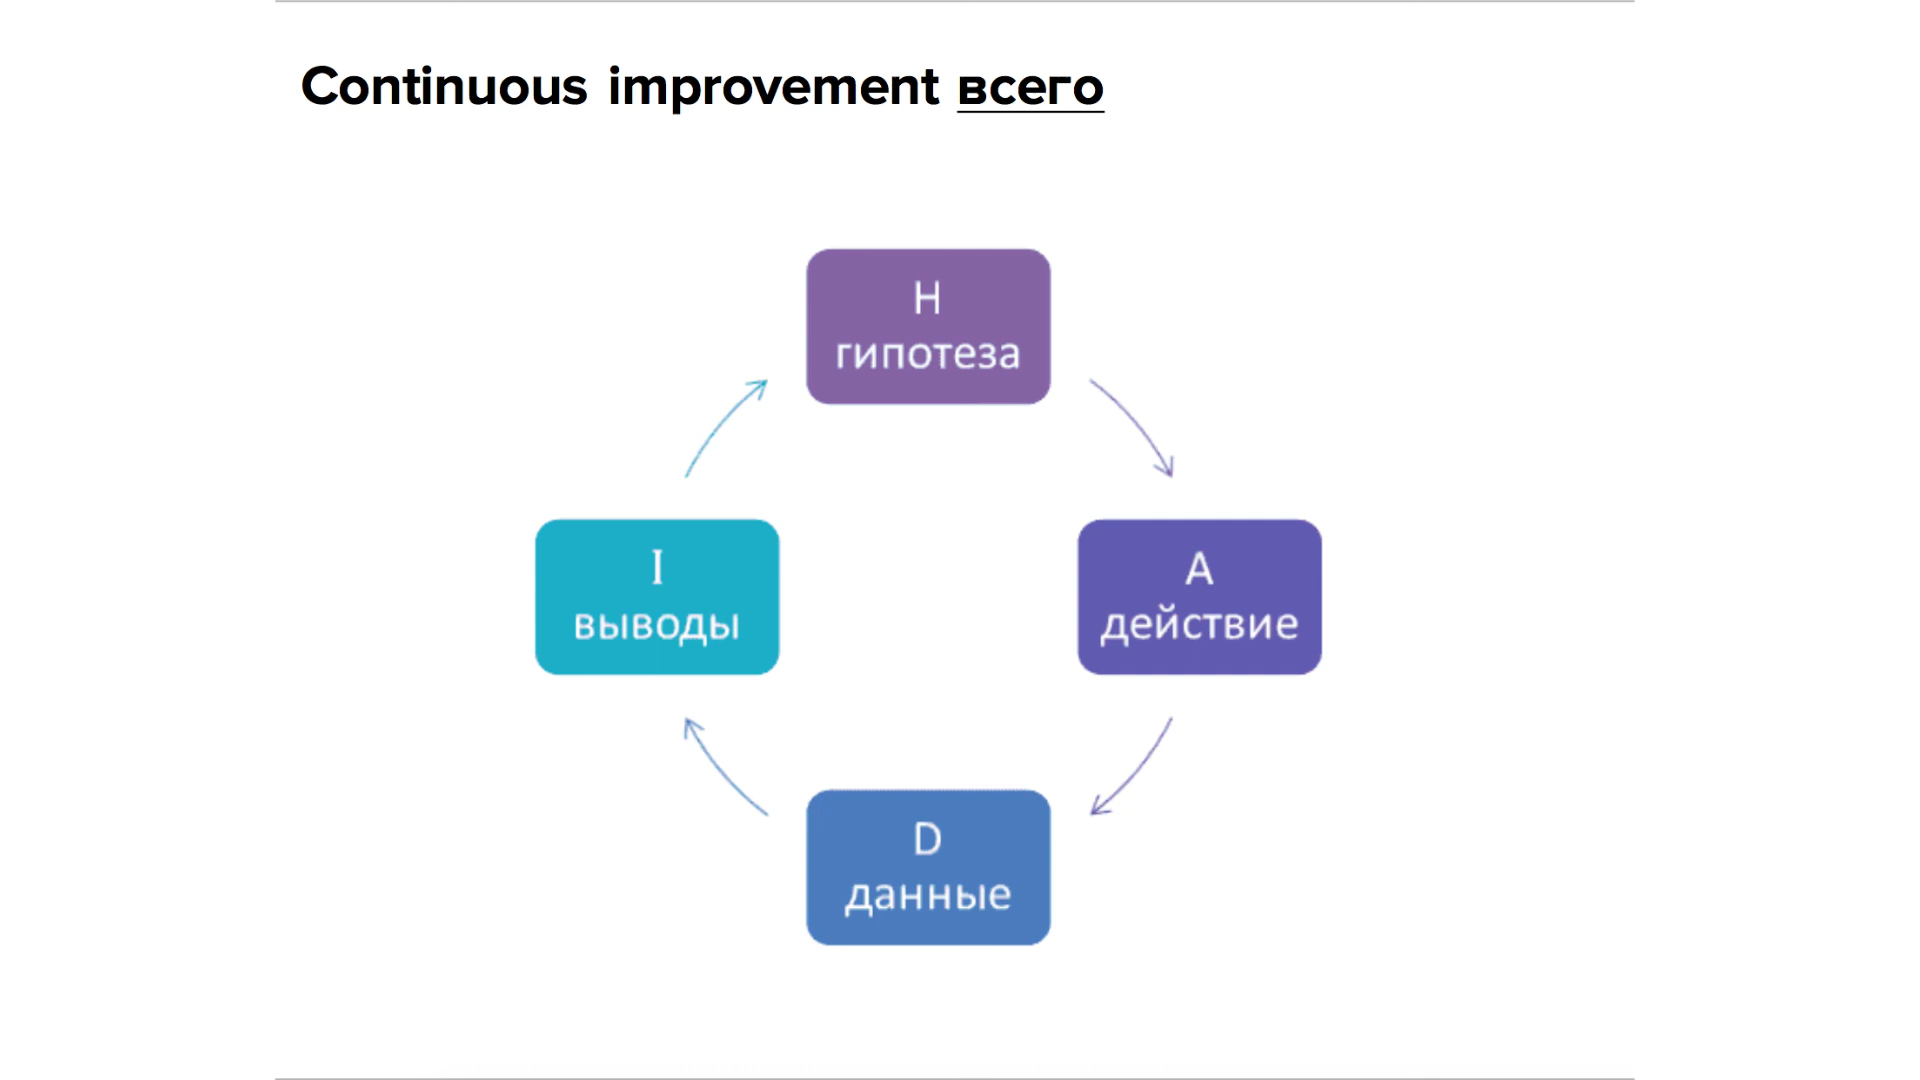 Continuous improvement всего
H
гипотеза
A
действие
D
данные
I
выводы